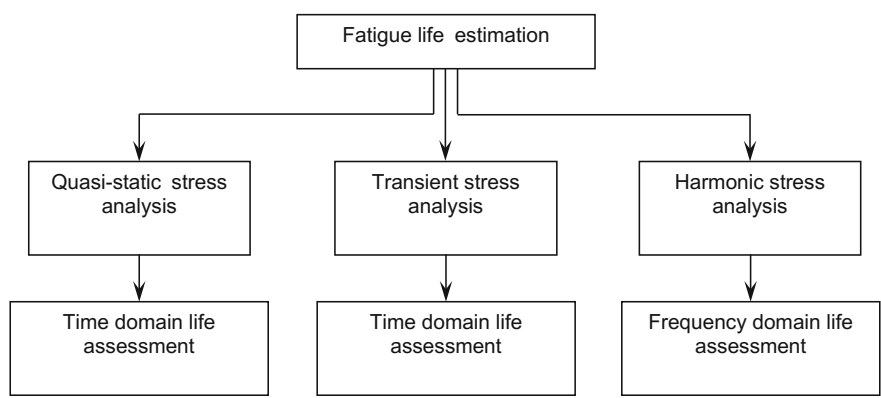 Fatigue life estimation
Quasi-static stress
analysis
Transient stress
analysis
Harmonic stress
analysis
Time domain life
assessment
Time domain life
assessment
Frequency domain life
assessment